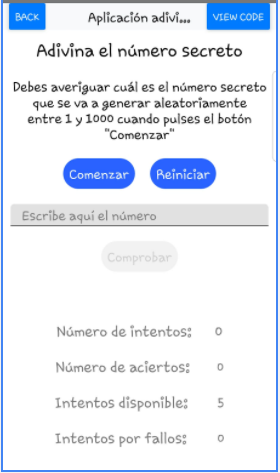 BACK Aplicación adivi... VIEW CODE
Adivina el número secreto
Debes averiguar cuál es el número secreto
que se va a generar aleatoriamente
entre 1 y 1000 cuando pulses el botón
"Comenzar"
Comenzar Reiniciar
Escribe aquí el número
Comprobar
Número de intentos: 0
Número de aciertos: 0
Intentos disponible: 5
Intentos por fallos: 0